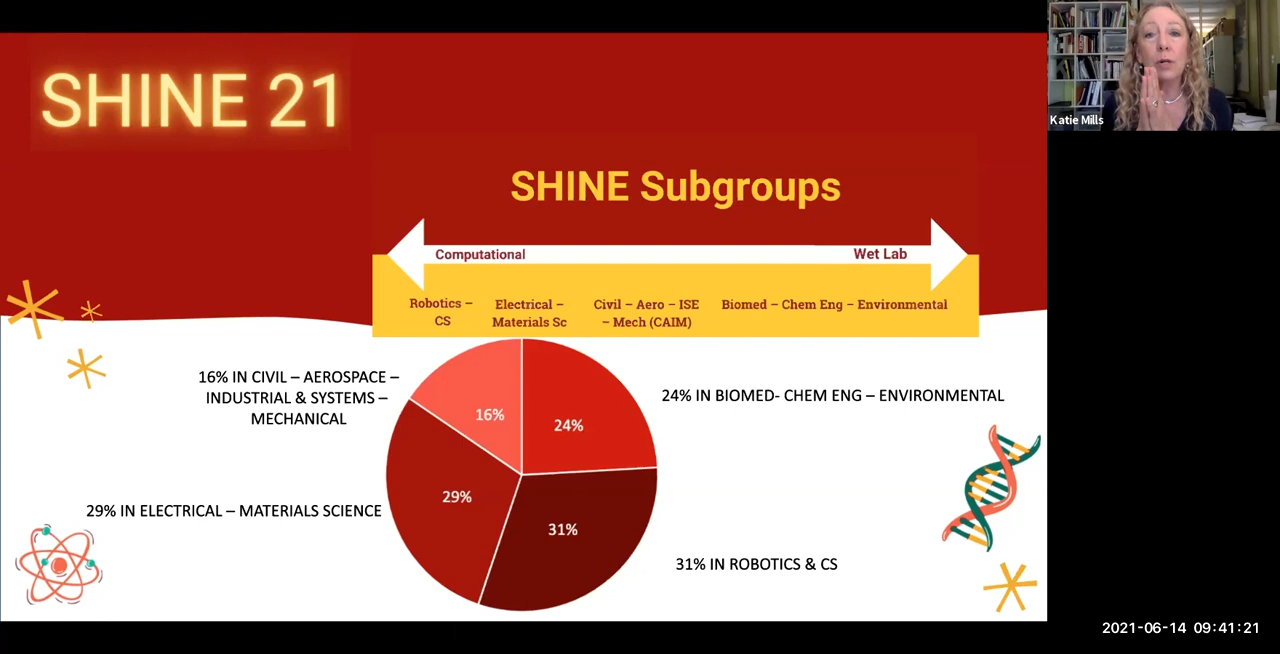 SHINE 21
SHINE Subgroups
Computational
Wet Lab
Robotics –
CS
Electrical –
Materials Sc
Civil – Aero – ISE
– Mech (CAIM)
Biomed – Chem Eng – Environmental
16% IN CIVIL – AEROSPACE –
INDUSTRIAL & SYSTEMS –
MECHANICAL
16%
24%
24% IN BIOMED- CHEM ENG – ENVIRONMENTAL
29% IN ELECTRICAL – MATERIALS SCIENCE
29%
31%
31% IN ROBOTICS & CS
Katie Mills
2021-06-14 09:41:21